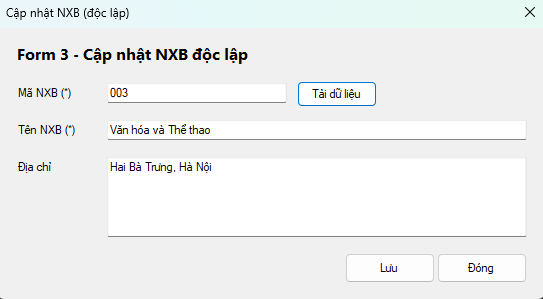 Cập nhật NXB (độc lập)
Form 3 - Cập nhật NXB độc lập
Mã NXB (*) 003 Tải dữ liệu
Tên NXB (*) Văn hóa và Thể thao
Địa chỉ Hai Bà Trưng, Hà Nội
Lưu Đóng